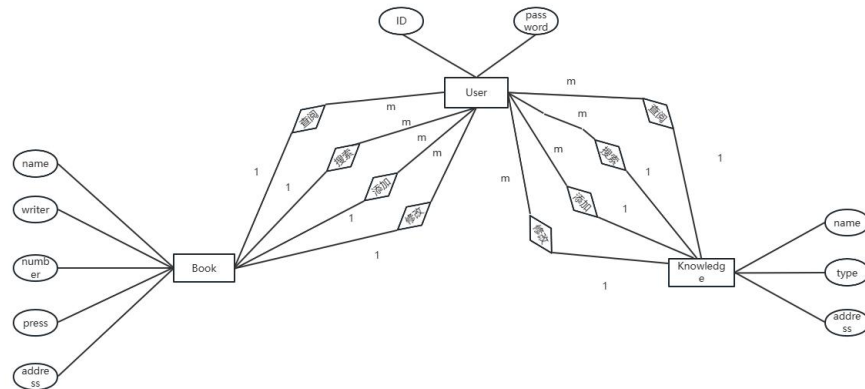 ID
pass
word
User
m
m
m
m
m
m
m
m
查阅
搜索
添加
修改
查阅
搜索
添加
修改
1
1
1
1
1
1
1
1
name
writer
numb
er
press
addre
ss
Book
Knowledg
e
name
type
addre
ss